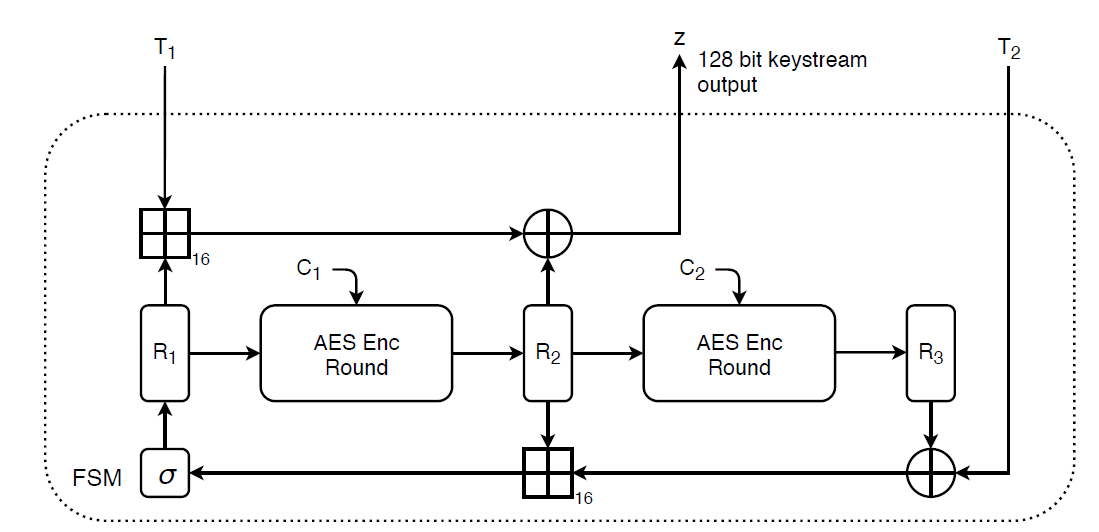 T₁
z
128 bit keystream
output
T₂
16
C₁
C₂
R₁
AES Enc
Round
R₂
AES Enc
Round
R₃
FSM
σ
16